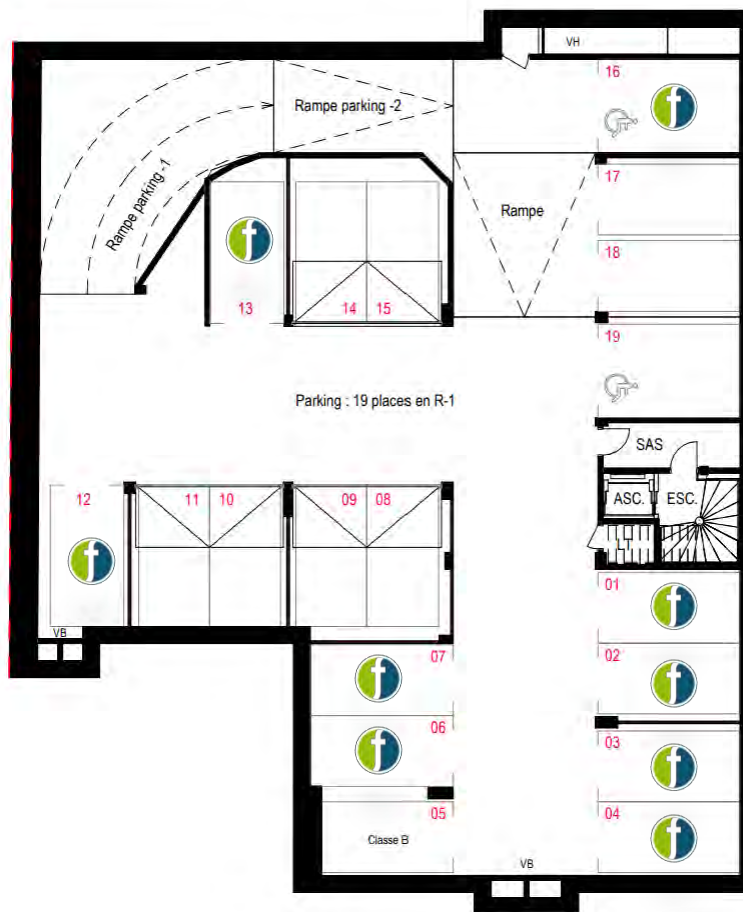 VH
16
Rampe parking -2
Rampe parking -1
17
Rampe
18
13
14
15
19
Parking : 19 places en R-1
SAS
12
11
10
09
08
ASC.
ESC.
01
VB
07
02
06
03
05
04
Classe B
VB